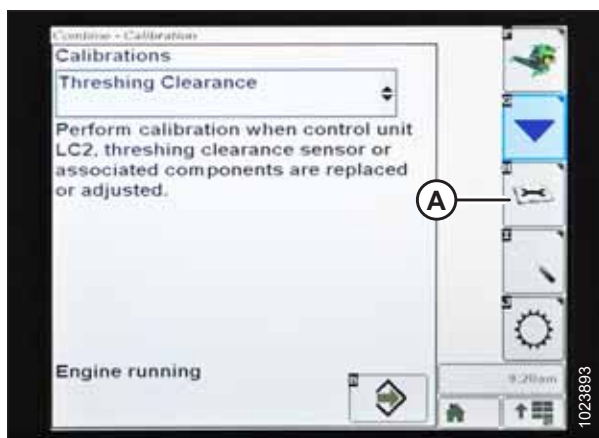 Combine - Calibration
Calibrations
Threshing Clearance
Perform calibration when control unit
LC2, threshing clearance sensor or
associated components are replaced
or adjusted.
A
Engine running
9:20am
1023893